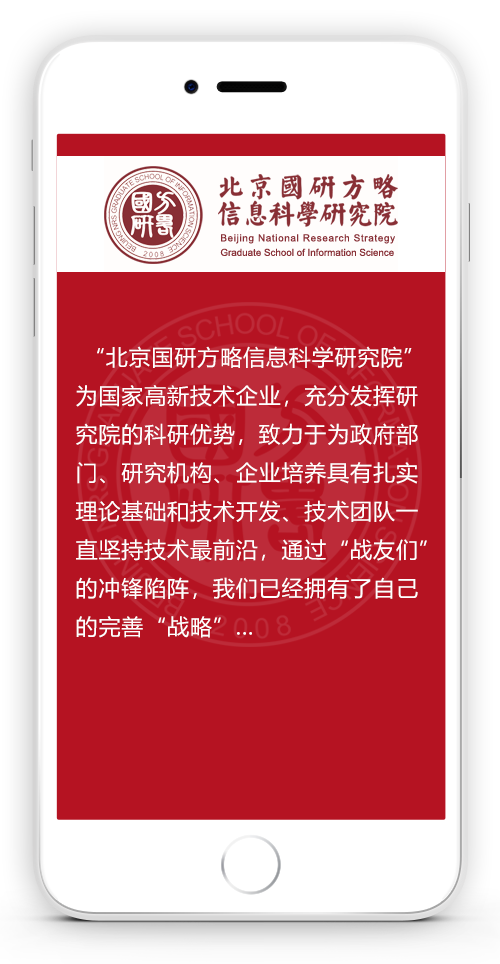 北京國研方略
信息科學研究院
Beijing National Research Strategy
Graduate School of Information Science
BEIJING NRS GRADUATE SCHOOL OF INFORMATION SCIENCE
2008
國研方略
“北京国研方略信息科学研究院”
为国家高新技术企业，充分发挥研
究院的科研优势，致力于为政府部
门、研究机构、企业培养具有扎实
理论基础和技术开发、技术团队一
直坚持技术最前沿，通过“战友们”
的冲锋陷阵，我们已经拥有了自己
的完善“战略”...